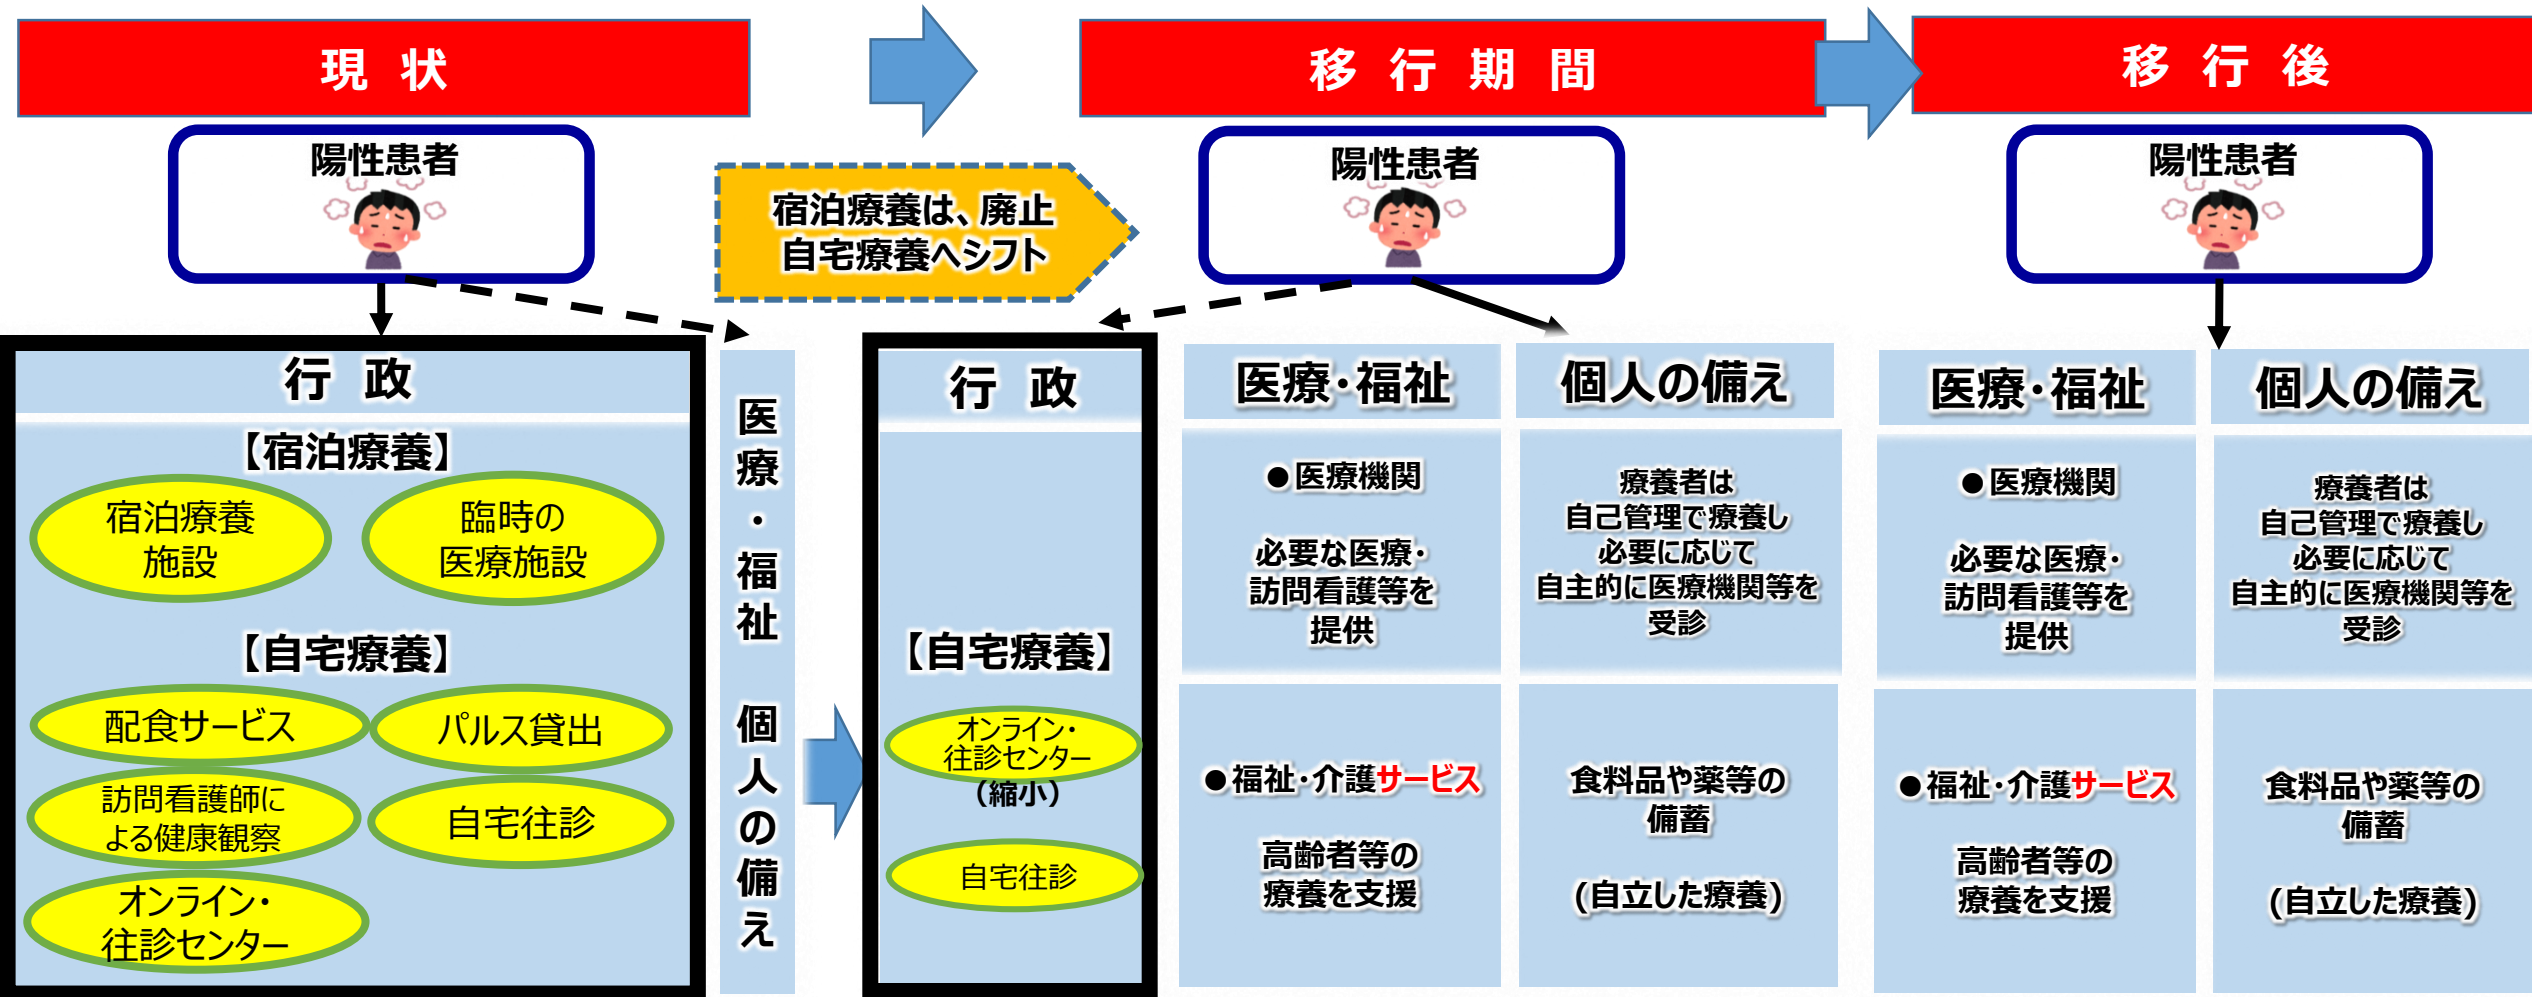 現 状
陽性患者
行 政
【宿泊療養】
宿泊療養
施設
臨時の
医療施設
【自宅療養】
配食サービス
パルス貸出
訪問看護師に
よる健康観察
自宅往診
オンライン・
往診センター
医療・福祉 個人の備え
宿泊療養は、廃止
自宅療養へシフト
移 行 期 間
陽性患者
行 政
【自宅療養】
オンライン・
往診センター
（縮小）
自宅往診
医療・福祉
●医療機関
必要な医療・
訪問看護等を
提供
●福祉・介護サービス
高齢者等の
療養を支援
個人の備え
療養者は
自己管理で療養し
必要に応じて
自主的に医療機関等を
受診
食料品や薬等の
備蓄
(自立した療養)
移 行 後
陽性患者
医療・福祉
●医療機関
必要な医療・
訪問看護等を
提供
●福祉・介護サービス
高齢者等の
療養を支援
個人の備え
療養者は
自己管理で療養し
必要に応じて
自主的に医療機関等を
受診
食料品や薬等の
備蓄
(自立した療養)